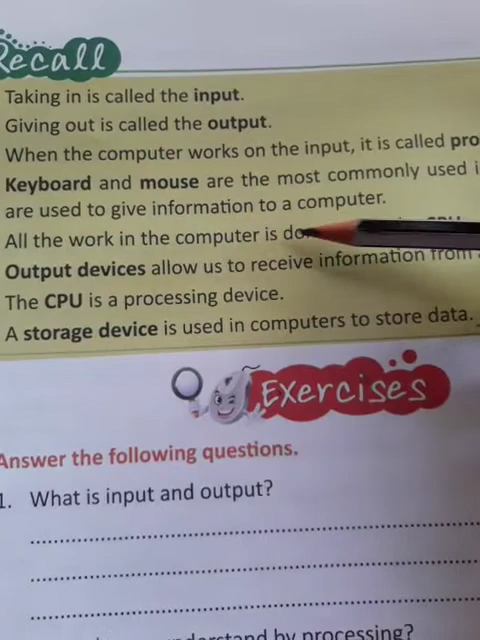 Recall
Taking in is called the input.
Giving out is called the output.
When the computer works on the input, it is called
Keyboard and mouse are the most commonly used
are used to give information to a computer.
All the work in the computer is
Output devices allow us to receive information from
The CPU is a processing device.
A storage device is used in computers to store data.
Exercises
Answer the following questions.
1. What is input and output?
by processing?